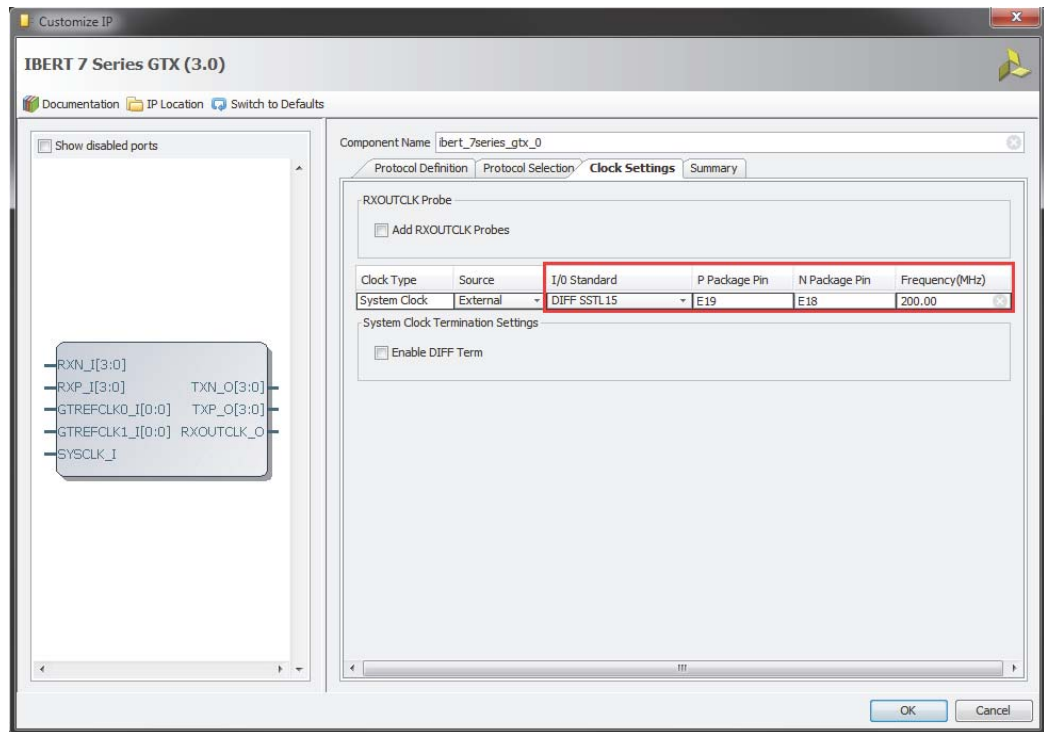 Customize IP
IBERT 7 Series GTX (3.0)
Documentation IP Location Switch to Defaults
Show disabled ports
RXN_I[3:0]
RXP_I[3:0] TXN_O[3:0]
GTREFCLK0_I[0:0] TXP_O[3:0]
GTREFCLK1_I[0:0] RXOUTCLK_O
SYSCLK_I
Component Name ibert_7series_gtx_0
Protocol Definition Protocol Selection Clock Settings Summary
RXOUTCLK Probe
Add RXOUTCLK Probes
Clock Type Source I/0 Standard P Package Pin N Package Pin Frequency(MHz)
System Clock External DIFF SSTL15 E19 E18 200.00
System Clock Termination Settings
Enable DIFF Term
OK Cancel